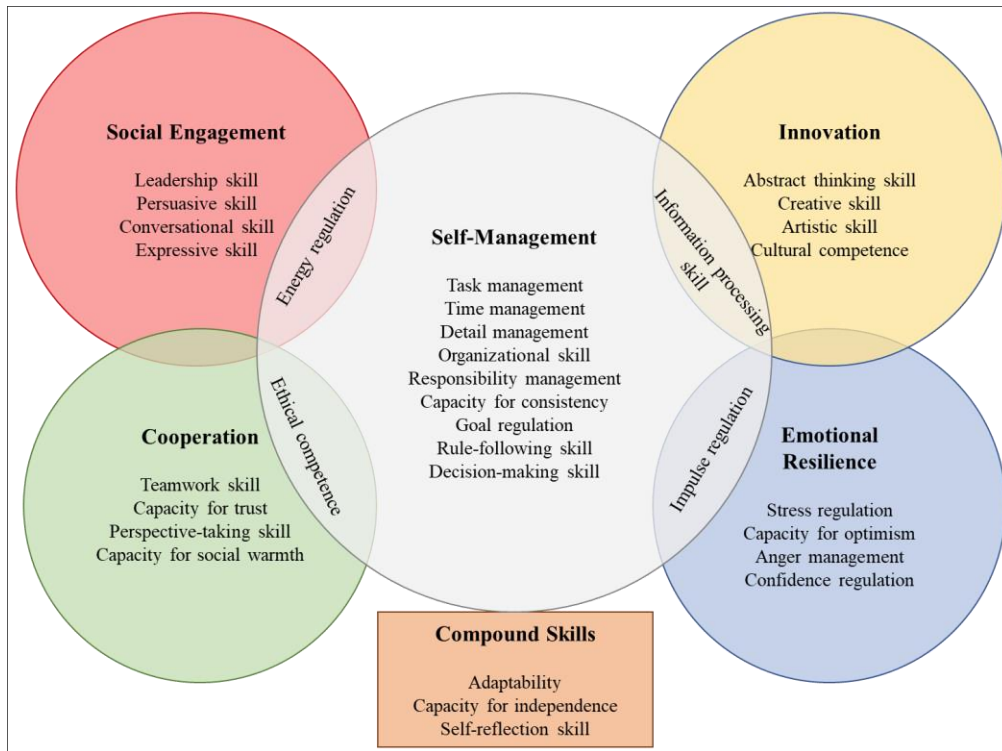 Social Engagement
Leadership skill
Persuasive skill
Conversational skill
Expressive skill
Energy regulation
Self-Management
Task management
Time management
Detail management
Organizational skill
Responsibility management
Capacity for consistency
Goal regulation
Rule-following skill
Decision-making skill
Information processing
skill
Innovation
Abstract thinking skill
Creative skill
Artistic skill
Cultural competence
Cooperation
Teamwork skill
Capacity for trust
Perspective-taking skill
Capacity for social warmth
Ethical competence
Impulse regulation
Emotional
Resilience
Stress regulation
Capacity for optimism
Anger management
Confidence regulation
Compound Skills
Adaptability
Capacity for independence
Self-reflection skill